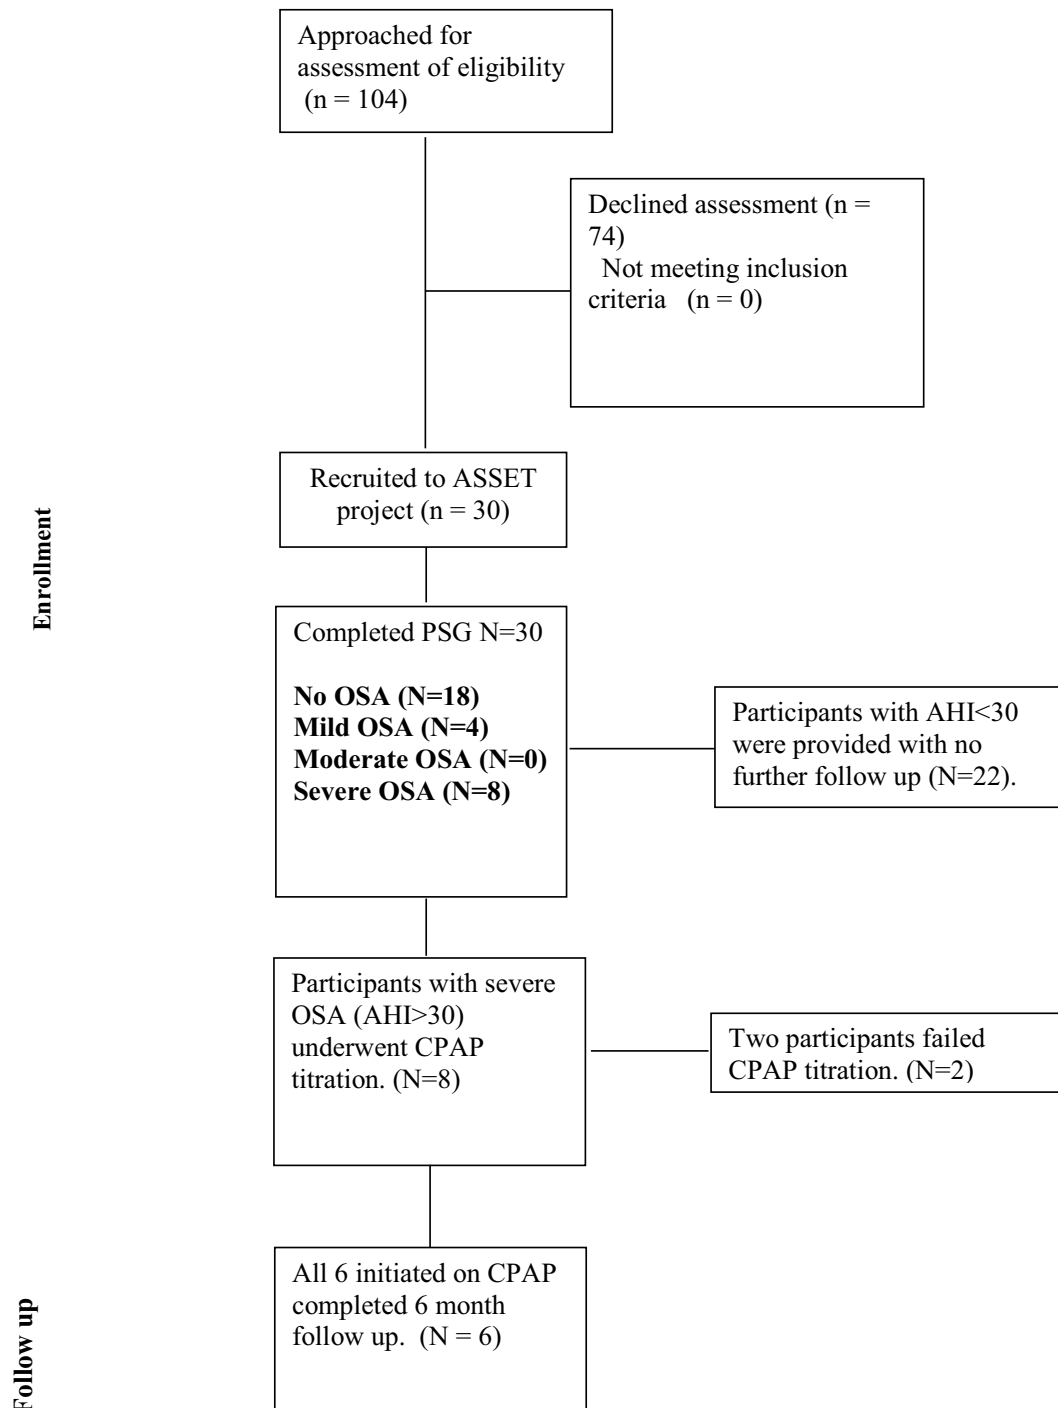 Approached for
assessment of eligibility
(n = 104)
Declined assessment (n =
74)
Not meeting inclusion
criteria (n = 0)
Recruited to ASSET
project (n = 30)
Enrollment
Completed PSG N=30
No OSA (N=18)
Mild OSA (N=4)
Moderate OSA (N=0)
Severe OSA (N=8)
Participants with AHI<30
were provided with no
further follow up (N=22).
Participants with severe
OSA (AHI>30)
underwent CPAP
titration. (N=8)
Two participants failed
CPAP titration. (N=2)
All 6 initiated on CPAP
completed 6 month
follow up. (N = 6)
Follow up